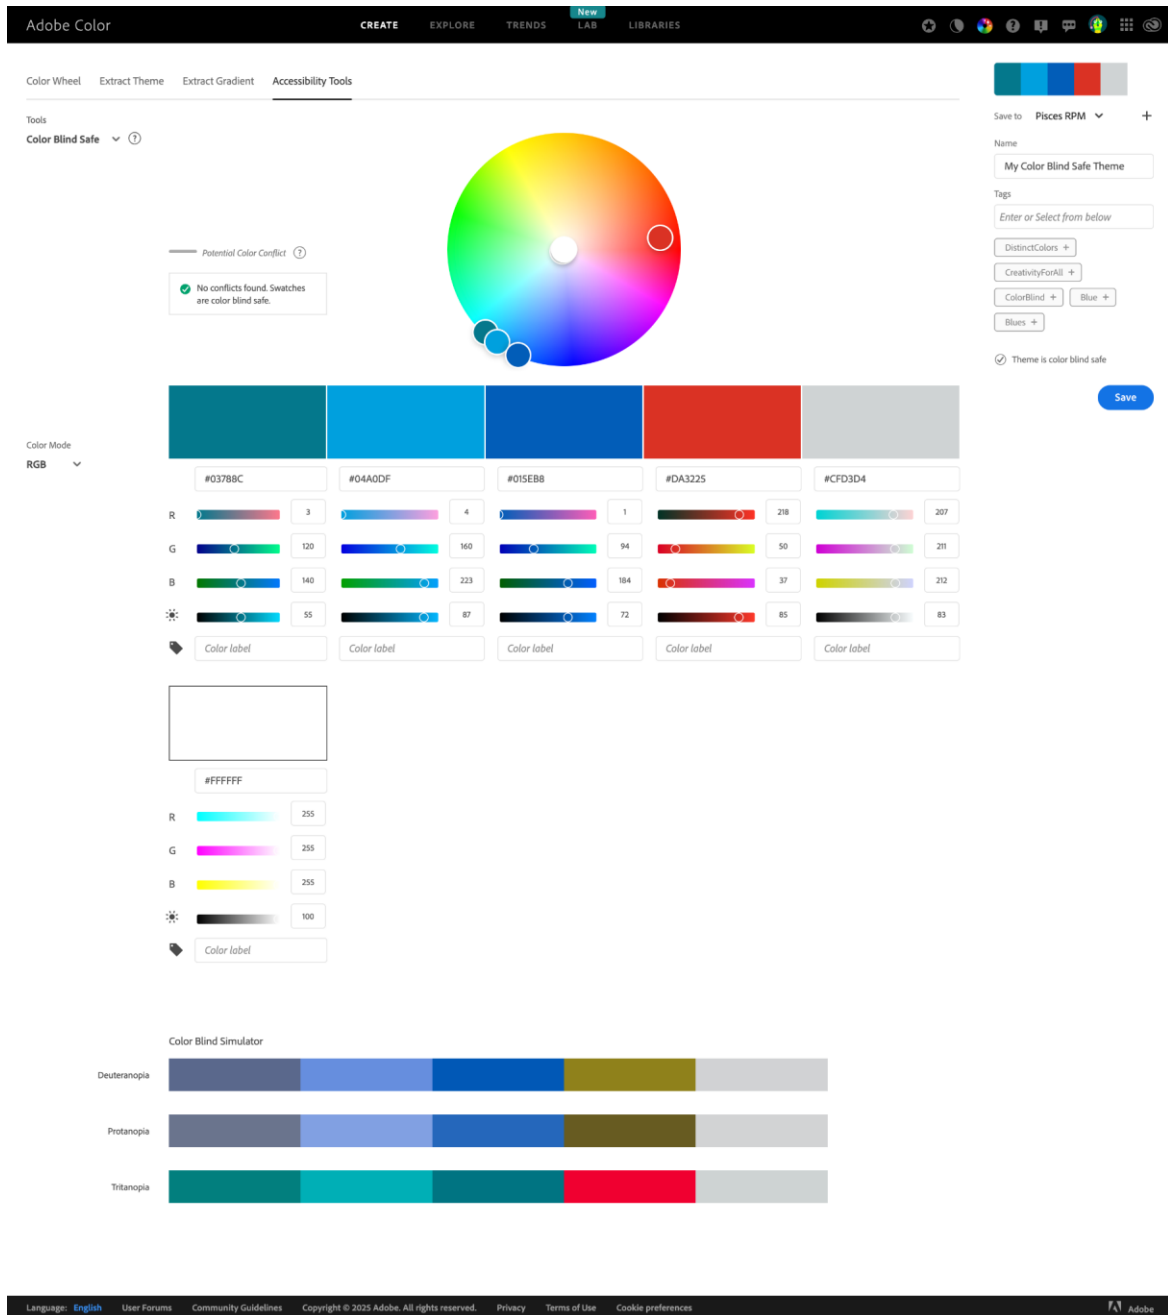 Adobe Color
CREATE EXPLORE TRENDS LAB LIBRARIES
New
Color Wheel Extract Theme Extract Gradient Accessibility Tools
Tools
Color Blind Safe
Potential Color Conflict
No conflicts found. Swatches
are color blind safe.
Save to Pisces RPM
Name
My Color Blind Safe Theme
Tags
Enter or Select from below
DistinctColors +
CreativityForAll +
ColorBlind + Blue +
Blues +
Theme is color blind safe
Save
Color Mode
RGB
#03788C #04A0DF #015EB8 #DA3225 #CFD3D4
R 3 4 1 218 207
G 120 160 94 50 211
B 140 223 184 37 212
55 87 72 85 83
Color label Color label Color label Color label Color label
#FFFFFF
R 255
G 255
B 255
100
Color label
Color Blind Simulator
Deuteranopia
Protanopia
Tritanopia
Language: English User Forums Community Guidelines Copyright © 2025 Adobe. All rights reserved. Privacy Terms of Use Cookie preferences Adobe